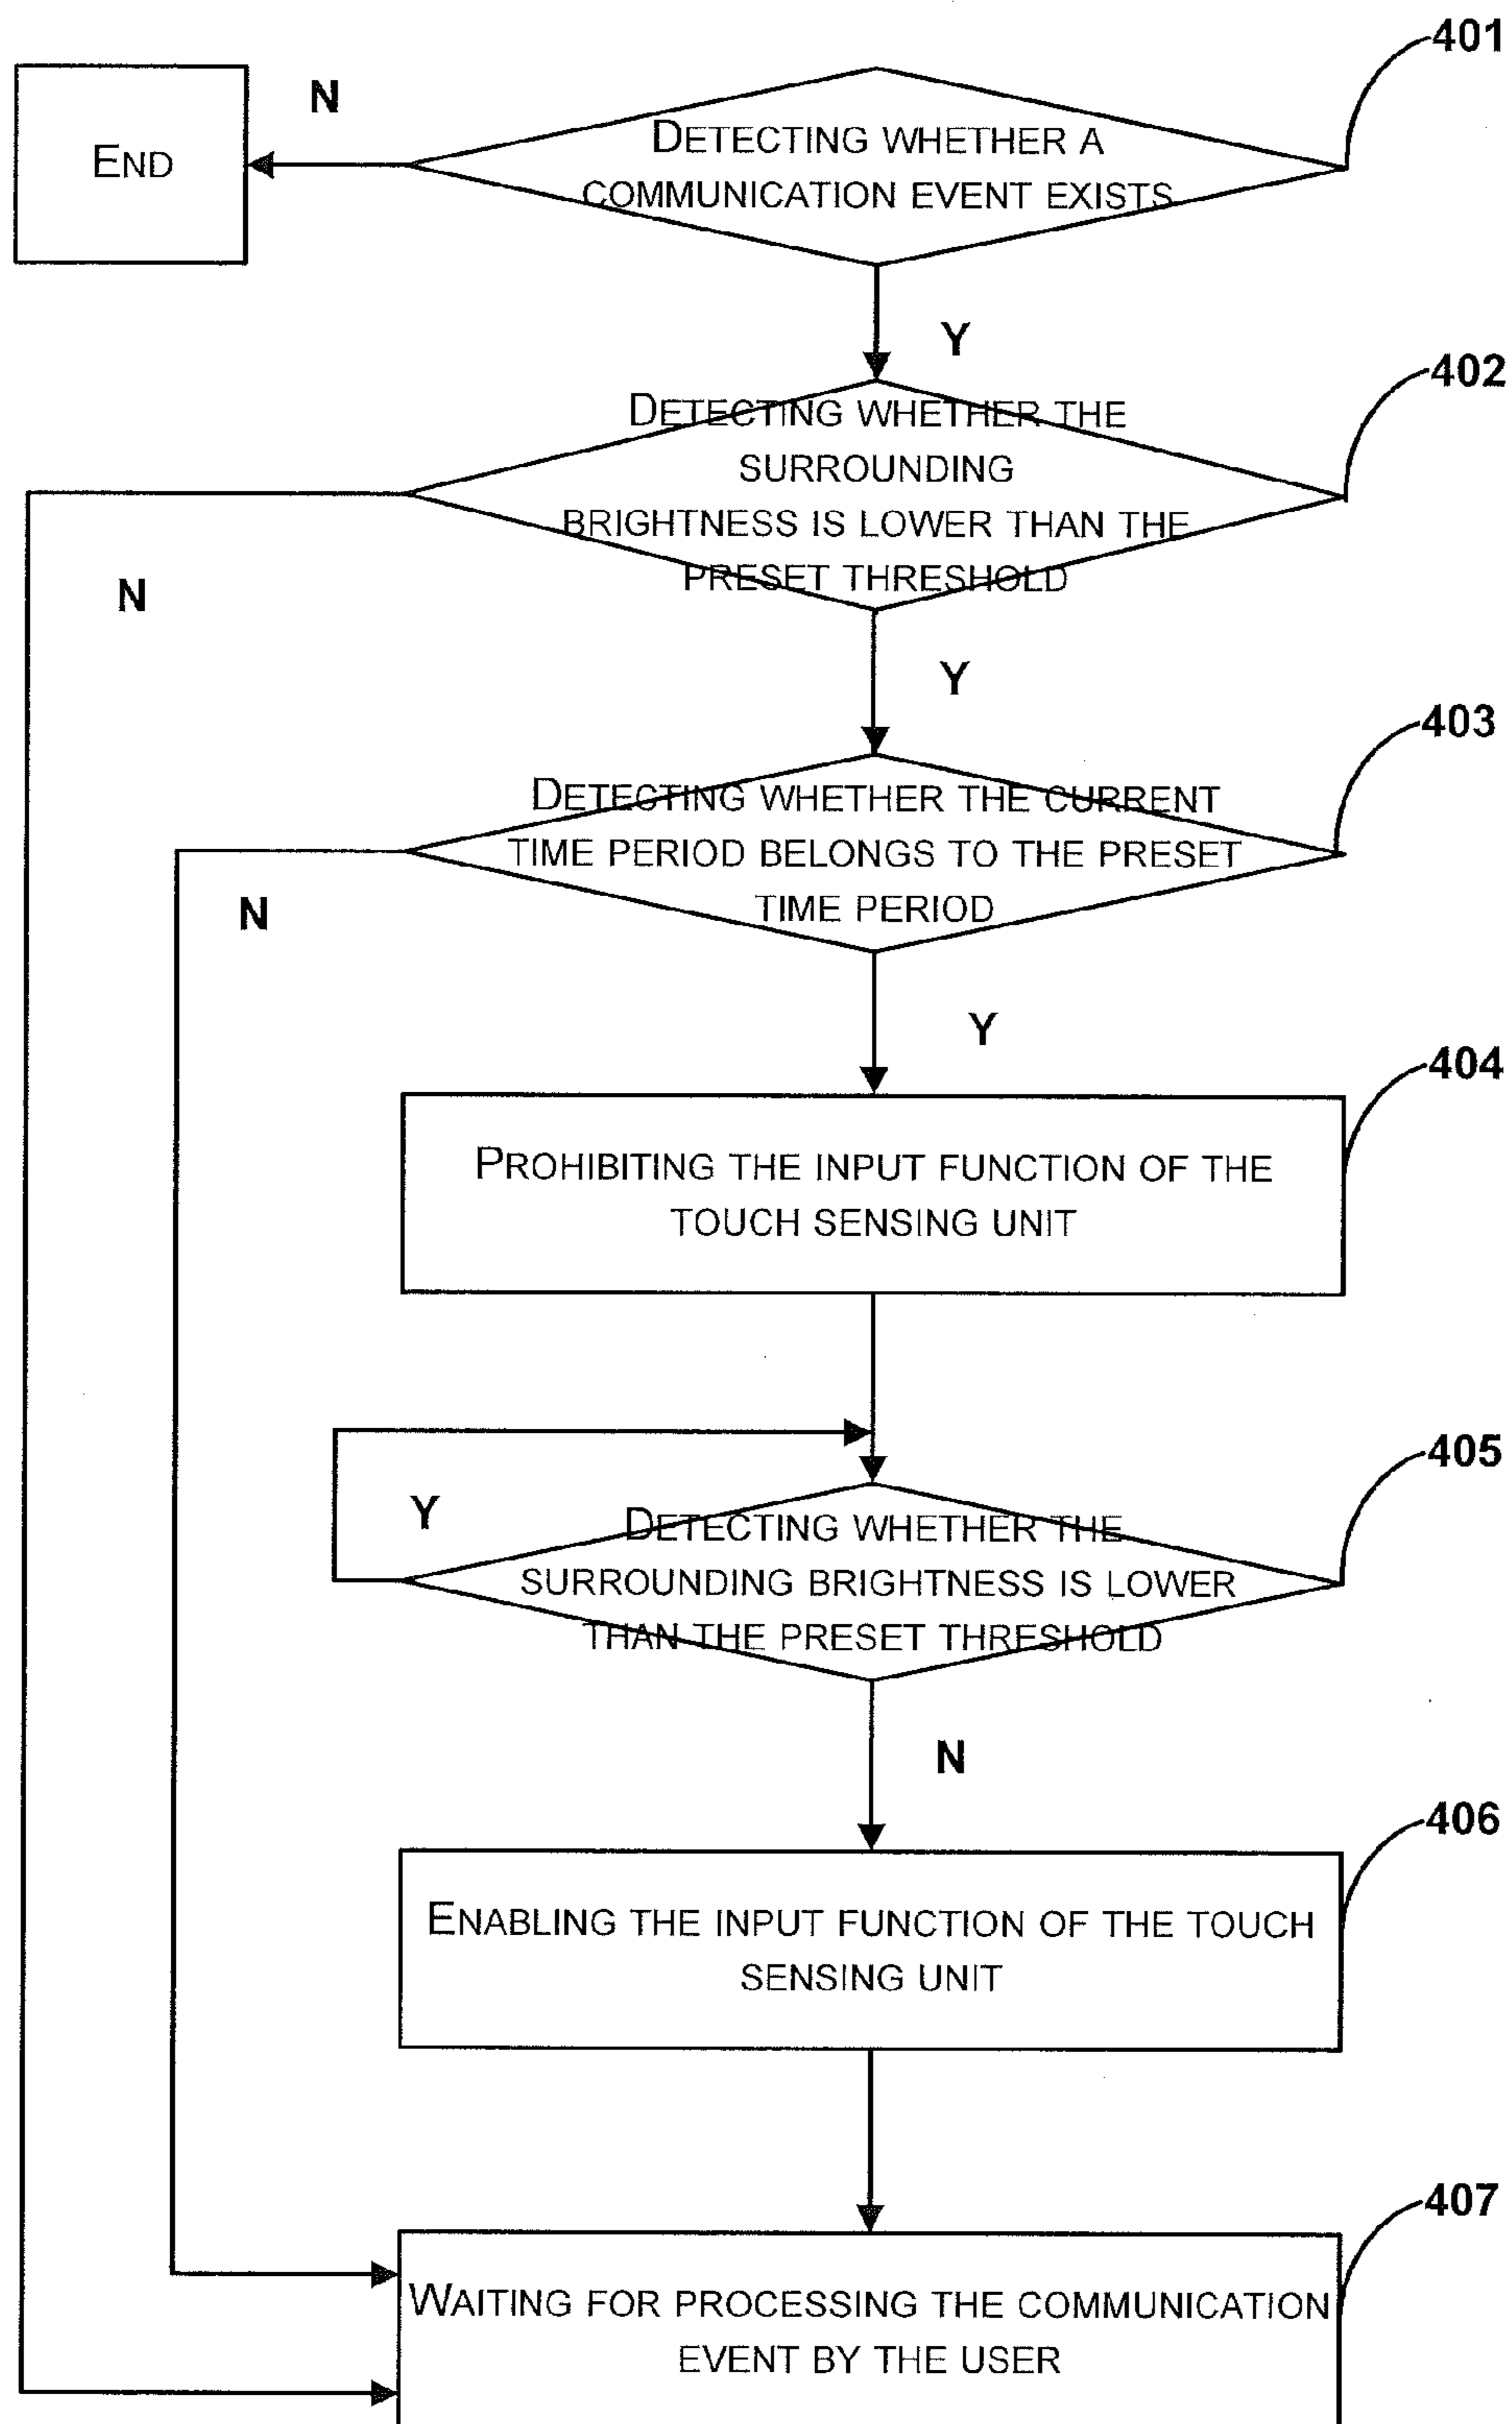 401
END
N
DETECTING WHETHER A
COMMUNICATION EVENT EXISTS
Y
402
DETECTING WHETHER THE
SURROUNDING
BRIGHTNESS IS LOWER THAN THE
PRESET THRESHOLD
N
Y
403
DETECTING WHETHER THE CURRENT
TIME PERIOD BELONGS TO THE PRESET
TIME PERIOD
N
Y
404
PROHIBITING THE INPUT FUNCTION OF THE
TOUCH SENSING UNIT
405
Y
DETECTING WHETHER THE
SURROUNDING BRIGHTNESS IS LOWER
THAN THE PRESET THRESHOLD
N
406
ENABLING THE INPUT FUNCTION OF THE TOUCH
SENSING UNIT
407
WAITING FOR PROCESSING THE COMMUNICATION
EVENT BY THE USER